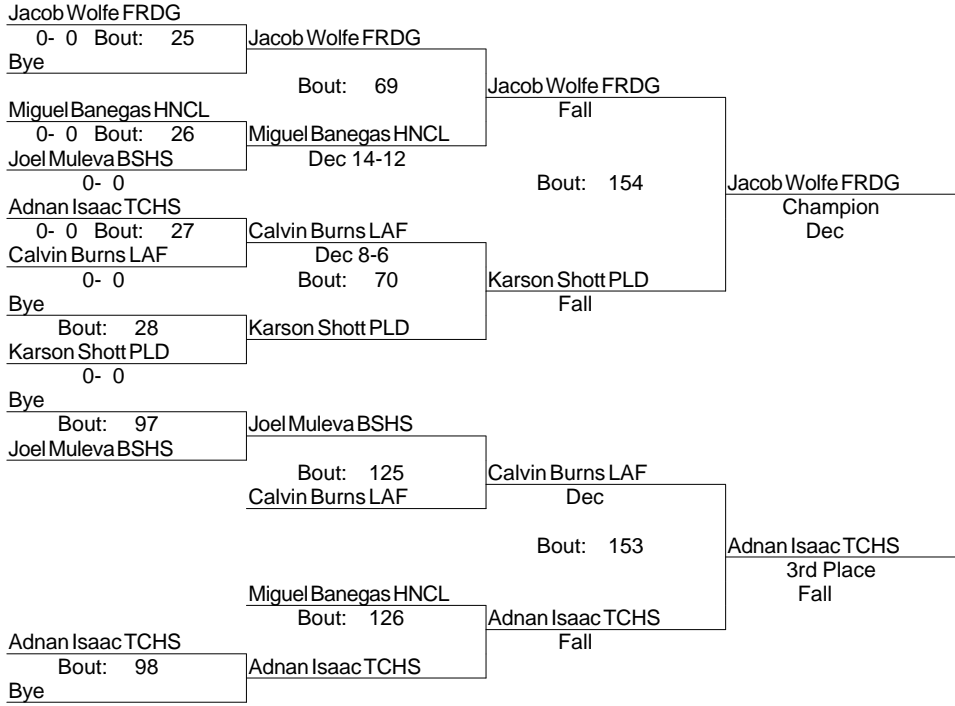 Jacob Wolfe FRDG
0- 0 Bout: 25
Jacob Wolfe FRDG
Bye
Bout: 69
Jacob Wolfe FRDG
Miguel Banegas HNCL
Fall
0- 0 Bout: 26
Miguel Banegas HNCL
Joel Muleva BSHS
Dec 14-12
0- 0
Bout: 154
Jacob Wolfe FRDG
Adnan Isaac TCHS
Champion
0- 0 Bout: 27
Calvin Burns LAF
Dec
Calvin Burns LAF
Dec 8-6
0- 0
Bout: 70
Karson Shott PLD
Bye
Fall
Bout: 28
Karson Shott PLD
Karson Shott PLD
0- 0
Bye
Bout: 97
Joel Muleva BSHS
Joel Muleva BSHS
Bout: 125
Calvin Burns LAF
Calvin Burns LAF
Dec
Bout: 153
Adnan Isaac TCHS
3rd Place
Miguel Banegas HNCL
Fall
Bout: 126
Adnan Isaac TCHS
Adnan Isaac TCHS
Fall
Bout: 98
Adnan Isaac TCHS
Bye